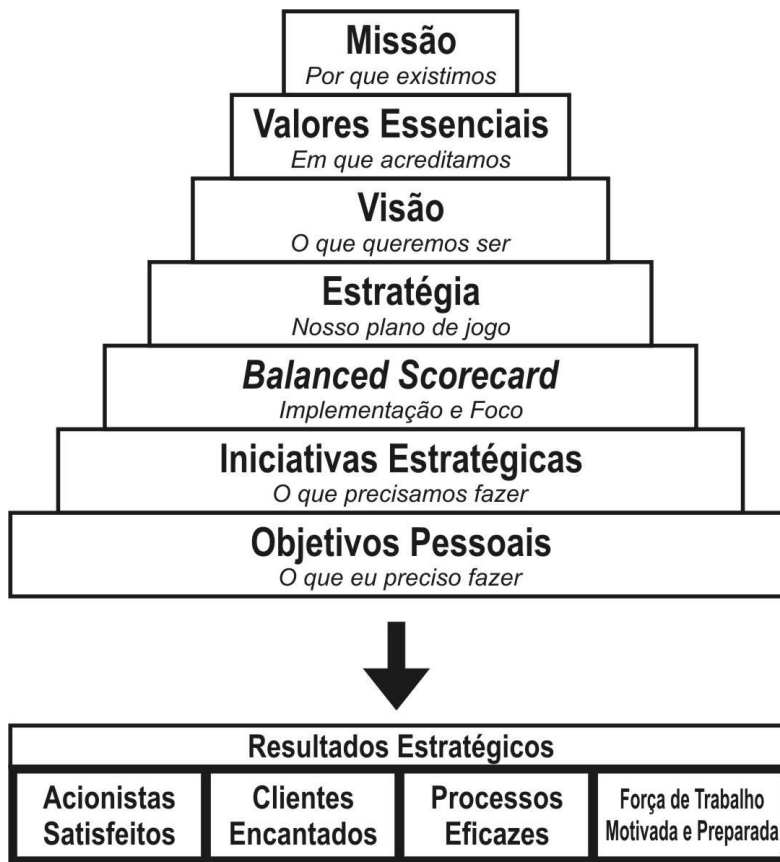 Missão
Por que existimos
Valores Essenciais
Em que acreditamos
Visão
O que queremos ser
Estratégia
Nosso plano de jogo
Balanced Scorecard
Implementação e Foco
Iniciativas Estratégicas
O que precisamos fazer
Objetivos Pessoais
O que eu preciso fazer
Resultados Estratégicos
Acionistas
Satisfeitos
Clientes
Encantados
Processos
Eficazes
Força de Trabalho
Motivada e Preparada